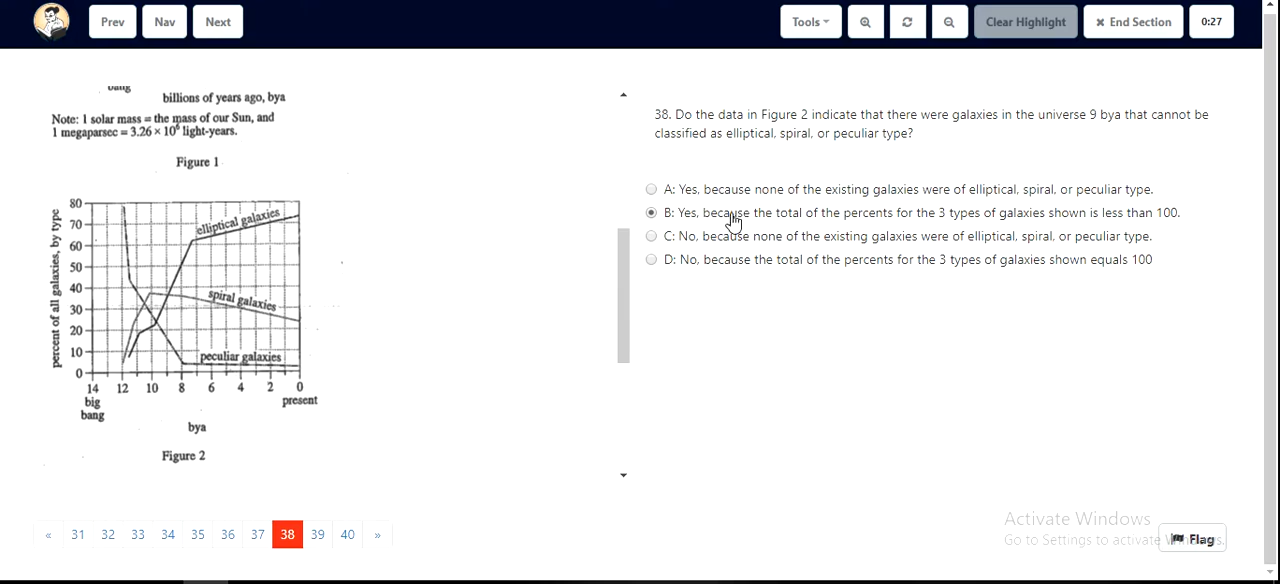 Prev
Nav
Next
Tools
Clear Highlight
✖ End Section
0:27
billions of years ago, bya
Note: 1 solar mass = the mass of our Sun, and
1 megaparsec = 3.26 × 10⁶ light-years.
Figure 1
percent of all galaxies, by type
80
70
60
50
40
30
20
10
0
elliptical galaxies
spiral galaxies
peculiar galaxies
14 12 10 8 6 4 2 0
big present
bang
bya
Figure 2
38. Do the data in Figure 2 indicate that there were galaxies in the universe 9 bya that cannot be
classified as elliptical, spiral, or peculiar type?
A: Yes, because none of the existing galaxies were of elliptical, spiral, or peculiar type.
B: Yes, because the total of the percents for the 3 types of galaxies shown is less than 100.
C: No, because none of the existing galaxies were of elliptical, spiral, or peculiar type.
D: No, because the total of the percents for the 3 types of galaxies shown equals 100
« 31 32 33 34 35 36 37 38 39 40 »
Activate Windows
Go to Settings to activate Windows.
Flag